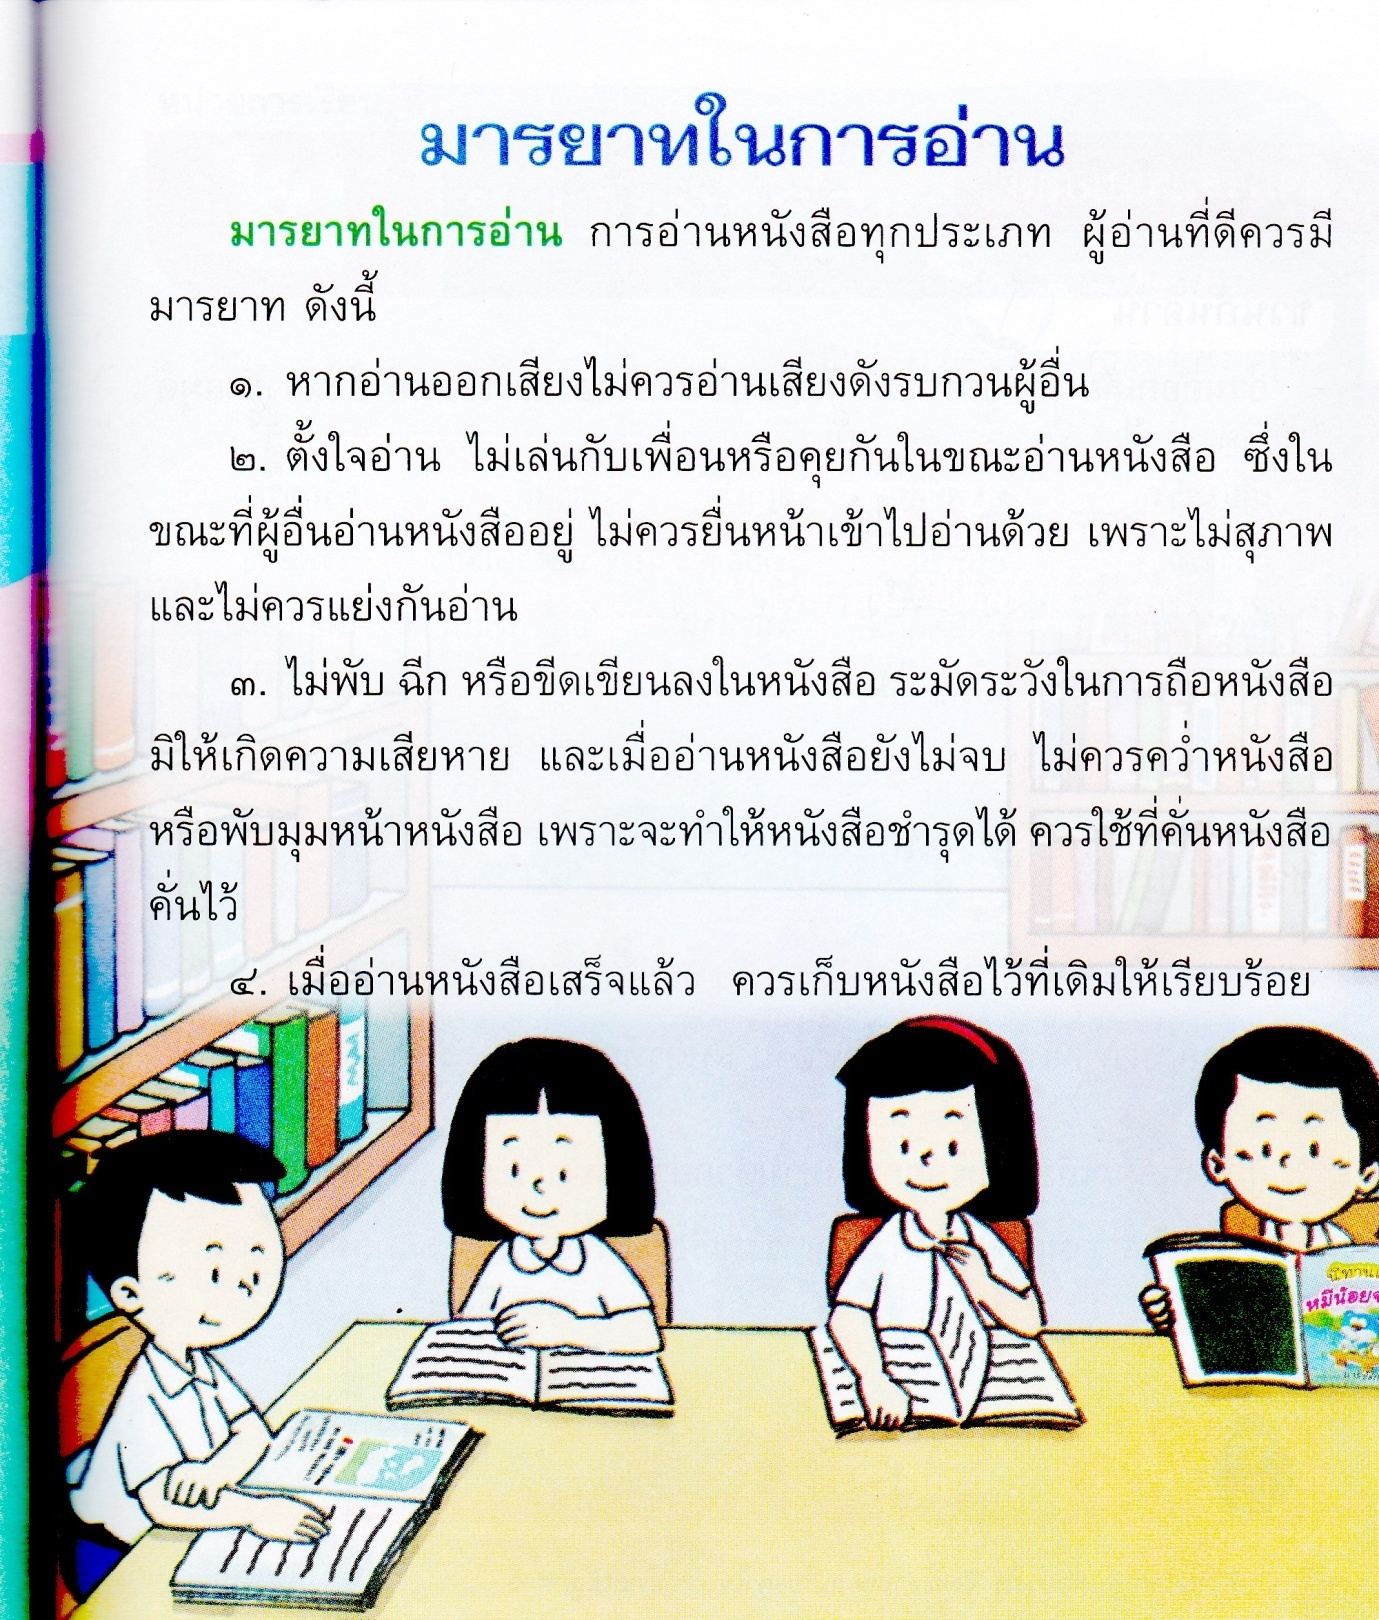 มารยาทในการอ่าน
มารยาทในการอ่าน การอ่านหนังสือทุกประเภท ผู้อ่านที่ดีควรมี
มารยาท ดังนี้
๑. หากอ่านออกเสียงไม่ควรอ่านเสียงดังรบกวนผู้อื่น
๒. ตั้งใจอ่าน ไม่เล่นกับเพื่อนหรือคุยกันในขณะอ่านหนังสือ ซึ่งใน
ขณะที่ผู้อื่นอ่านหนังสืออยู่ ไม่ควรยื่นหน้าเข้าไปอ่านด้วย เพราะไม่สุภาพ
และไม่ควรแย่งกันอ่าน
๓. ไม่พับ ฉีก หรือขีดเขียนลงในหนังสือ ระมัดระวังในการถือหนังสือ
มิให้เกิดความเสียหาย และเมื่ออ่านหนังสือยังไม่จบ ไม่ควรคว่ำหนังสือ
หรือพับมุมหน้าหนังสือ เพราะจะทำให้หนังสือชำรุดได้ ควรใช้ที่คั่นหนังสือ
คั่นไว้
๔. เมื่ออ่านหนังสือเสร็จแล้ว ควรเก็บหนังสือไว้ที่เดิมให้เรียบร้อย
นิทาน
หมีน้อย